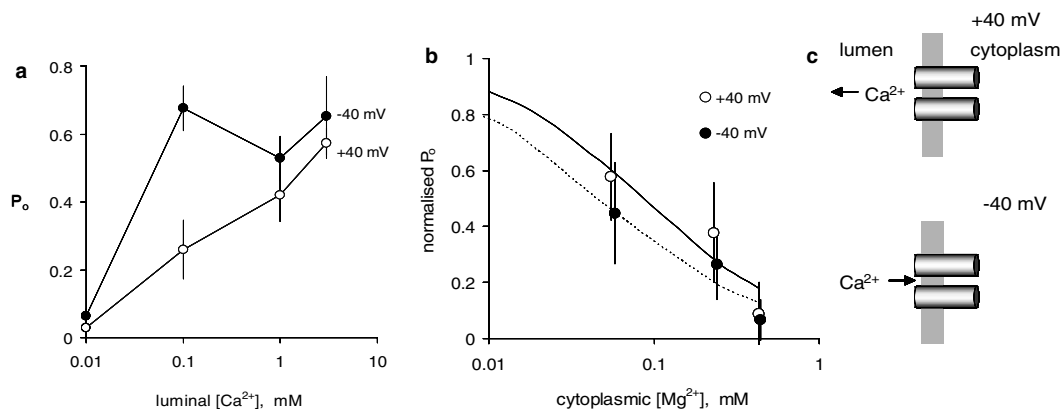 a
0.8
0.6
0.4
0.2
0
Pₒ
-40 mV
+40 mV
0.01 0.1 1 10
luminal [Ca²⁺], mM
b
1
0.8
0.6
0.4
0.2
0
normalised Pₒ
+40 mV
-40 mV
0.01 0.1 1
cytoplasmic [Mg²⁺], mM
c
+40 mV
lumen cytoplasm
Ca²⁺
-40 mV
Ca²⁺